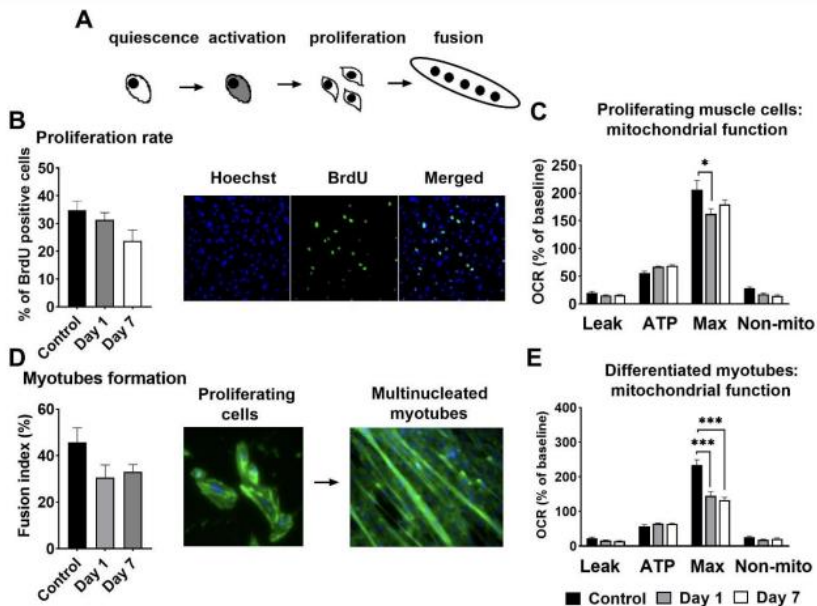 A
quiescence activation proliferation fusion
B
Proliferation rate
% of BrdU positive cells
50
40
30
20
10
0
Control
Day 1
Day 7
Hoechst BrdU Merged
C
Proliferating muscle cells:
mitochondrial function
OCR (% of baseline)
250
200
150
100
50
0
*
Leak ATP Max Non-mito
D
Myotubes formation
Fusion index (%)
60
40
20
0
Control
Day 1
Day 7
Proliferating
cells
Multinucleated
myotubes
E
Differentiated myotubes:
mitochondrial function
OCR (% of baseline)
400
300
200
100
0
***
***
Leak ATP Max Non-mito
Control Day 1 Day 7